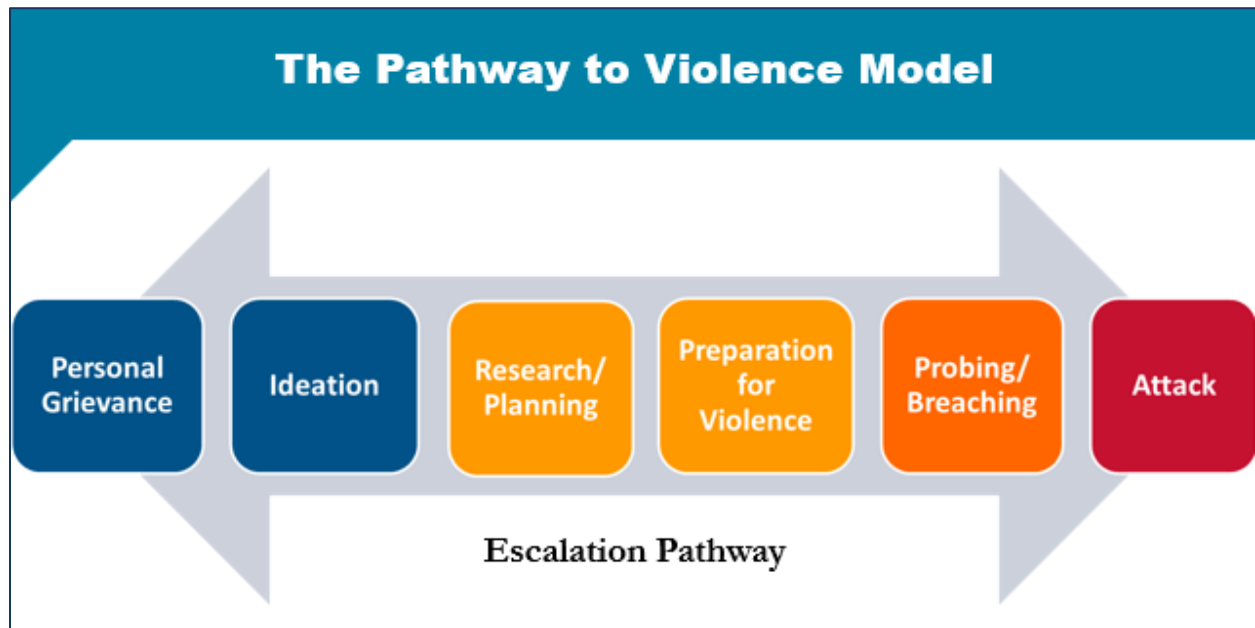 The Pathway to Violence Model
Personal
Grievance
Ideation
Research/
Planning
Preparation
for
Violence
Probing/
Breaching
Attack
Escalation Pathway